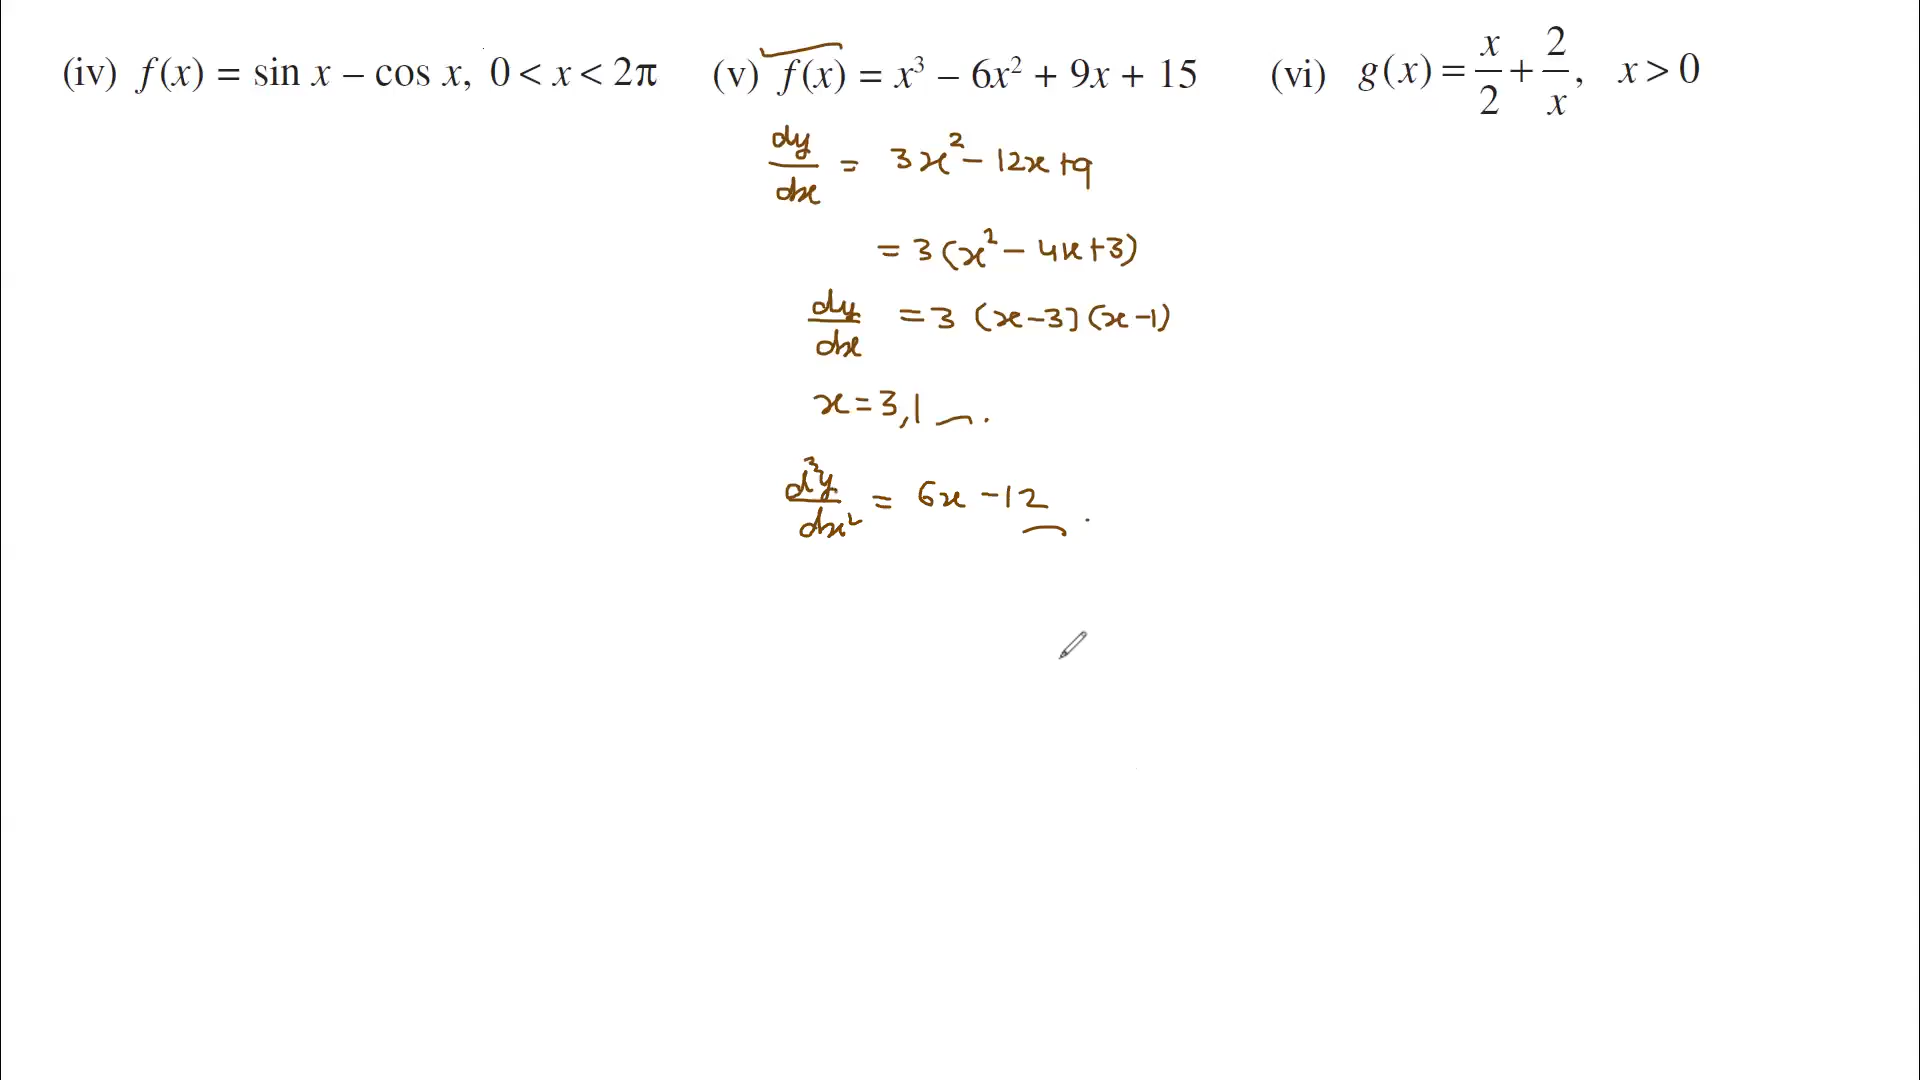 (iv) f(x) = sin x – cos x, 0 < x < 2π (v) f(x) = x³ – 6x² + 9x + 15 (vi) g(x) = x/2 + 2/x, x > 0
dy/dx = 3x² – 12x + 9
= 3(x² – 4x + 3)
dy/dx = 3 (x – 3)(x – 1)
x = 3, 1
d²y/dx² = 6x – 12